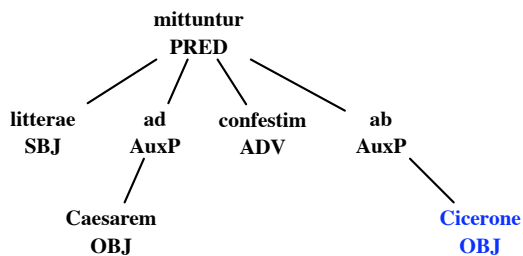 mittuntur
PRED
litterae ad confestim ab
SBJ AuxP ADV AuxP
Caesarem Cicerone
OBJ OBJ